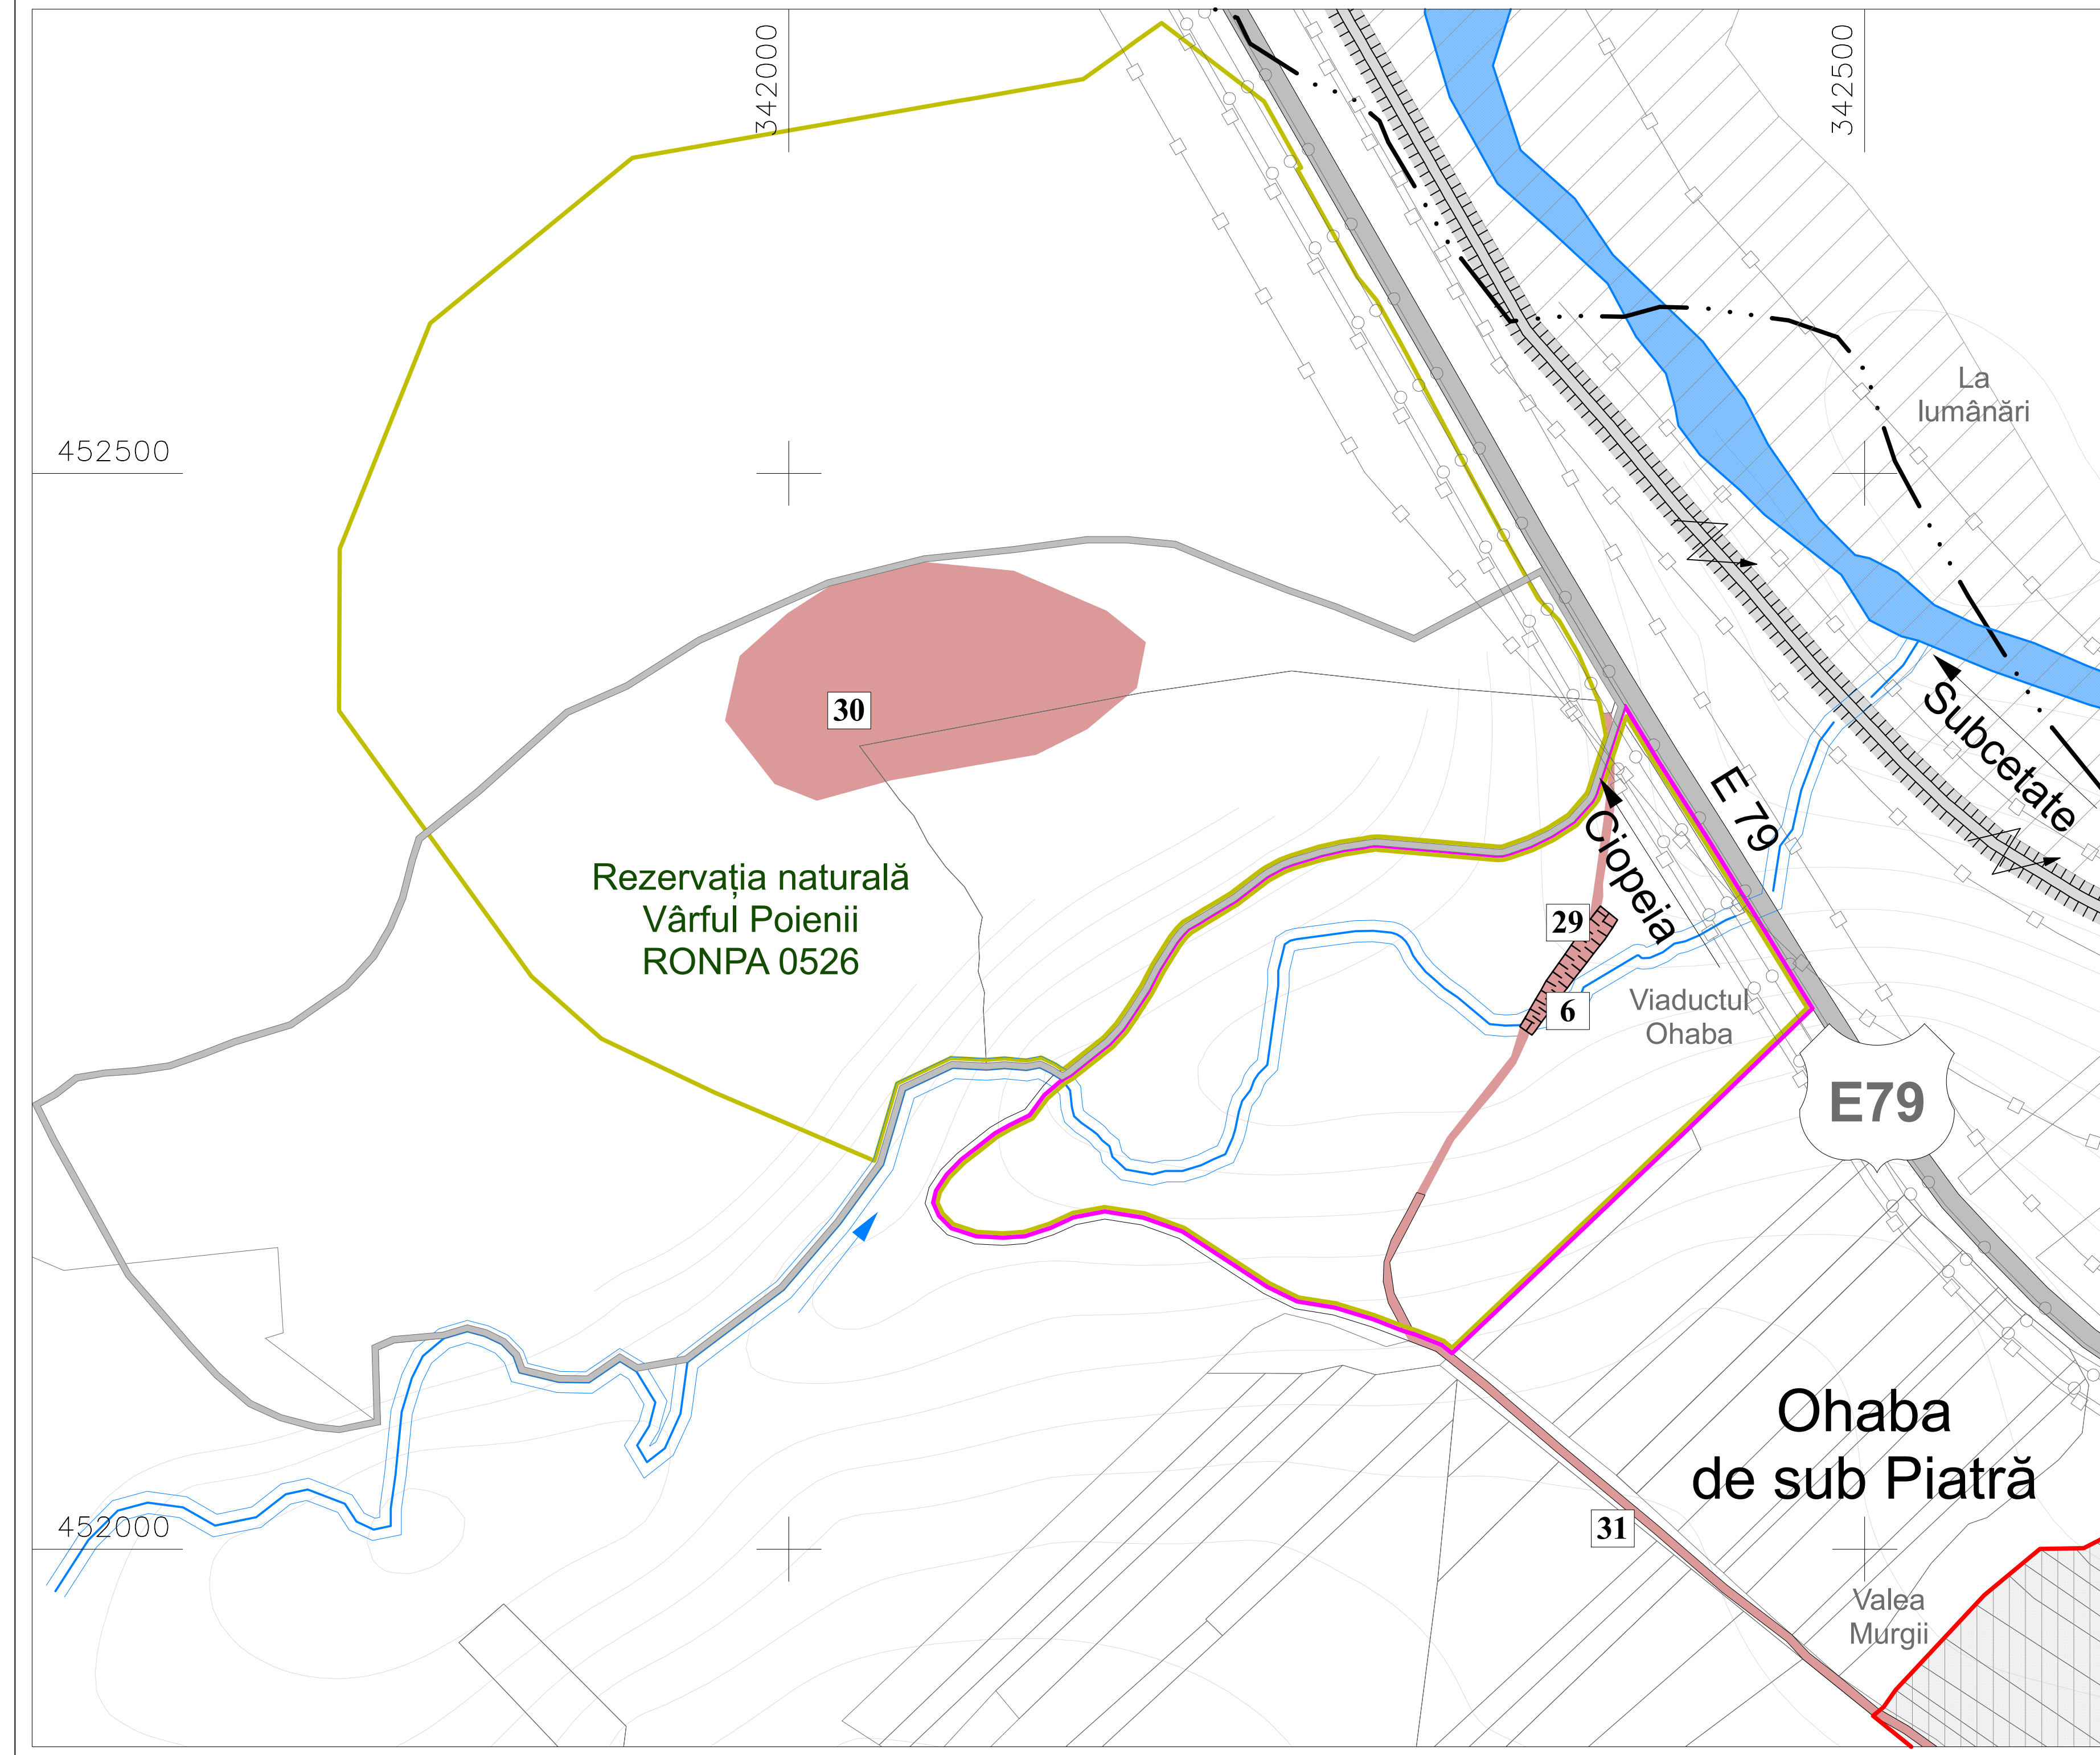 342000
342500
452500
La
lumânări
30
Subcetate
E 79
Ciopeia
Rezervația naturală
Vârful Poienii
RONPA 0526
29
6
Viaductul
Ohaba
E79
Ohaba
de sub Piatră
452000
31
Valea
Murgii